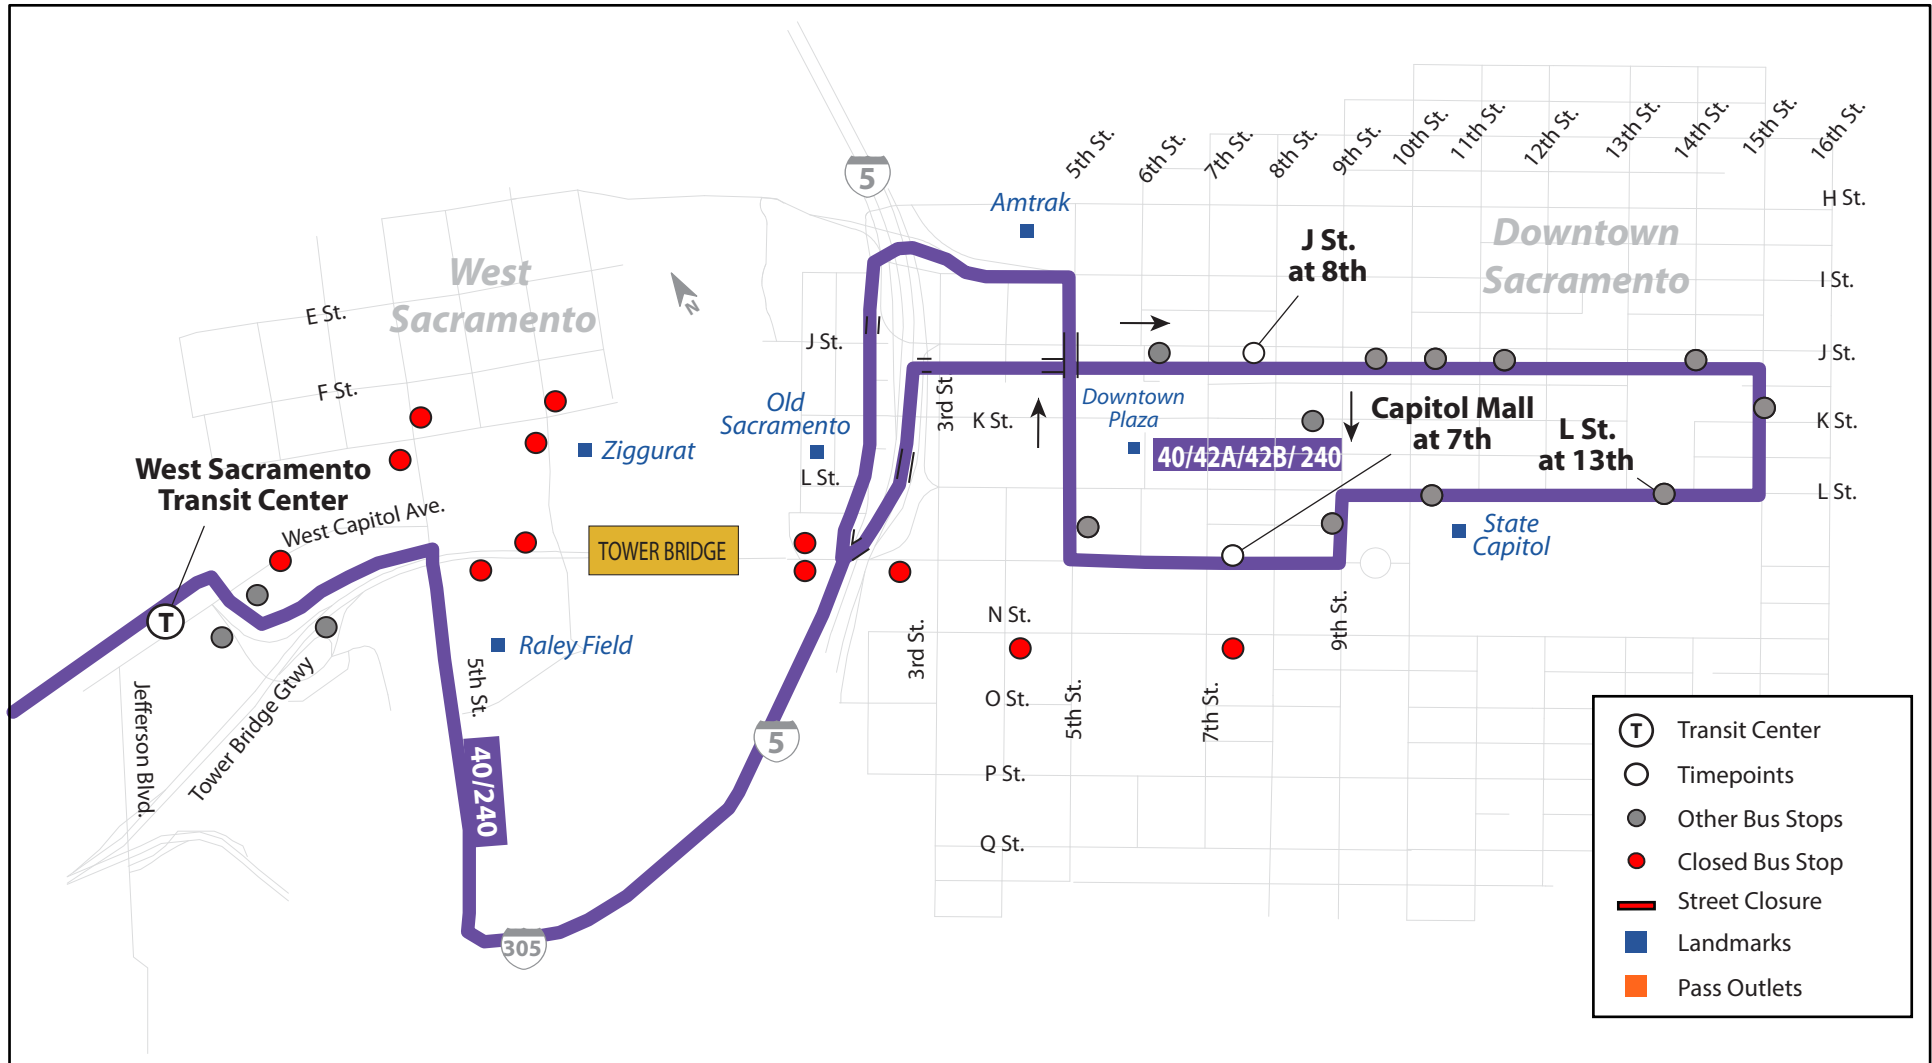 5th St.
6th St.
7th St.
8th St.
9th St.
10th St.
11th St.
12th St.
13th St.
14th St.
15th St.
16th St.
5
Amtrak
H St.
J St.
at 8th
Downtown
Sacramento
West
Sacramento
N
I St.
E St.
J St.
J St.
F St.
3rd St
Old
Sacramento
K St.
Downtown
Plaza
Capitol Mall
at 7th
L St.
at 13th
K St.
Ziggurat
40/42A/42B/ 240
West Sacramento
Transit Center
L St.
L St.
West Capitol Ave.
TOWER BRIDGE
State
Capitol
T
N St.
9th St.
3rd St.
Raley Field
5th St.
Jefferson Blvd.
Tower Bridge Gtwy
O St.
5th St.
7th St.
5
40/240
P St.
Q St.
305
T Transit Center
Timepoints
Other Bus Stops
Closed Bus Stop
Street Closure
Landmarks
Pass Outlets